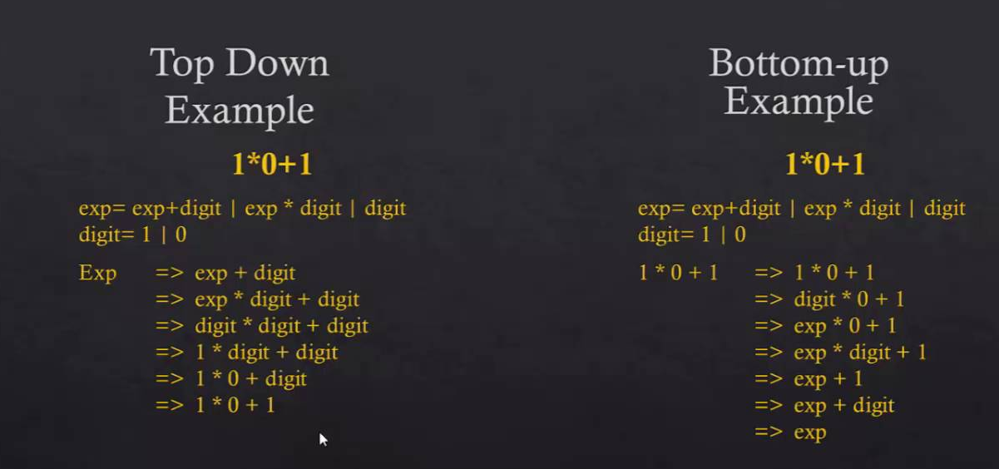 Top Down
Example
1*0+1
exp= exp+digit | exp * digit | digit
digit= 1 | 0
Exp => exp + digit
=> exp * digit + digit
=> digit * digit + digit
=> 1 * digit + digit
=> 1 * 0 + digit
=> 1 * 0 + 1
Bottom-up
Example
1*0+1
exp= exp+digit | exp * digit | digit
digit= 1 | 0
1 * 0 + 1 => 1 * 0 + 1
=> digit * 0 + 1
=> exp * 0 + 1
=> exp * digit + 1
=> exp + 1
=> exp + digit
=> exp